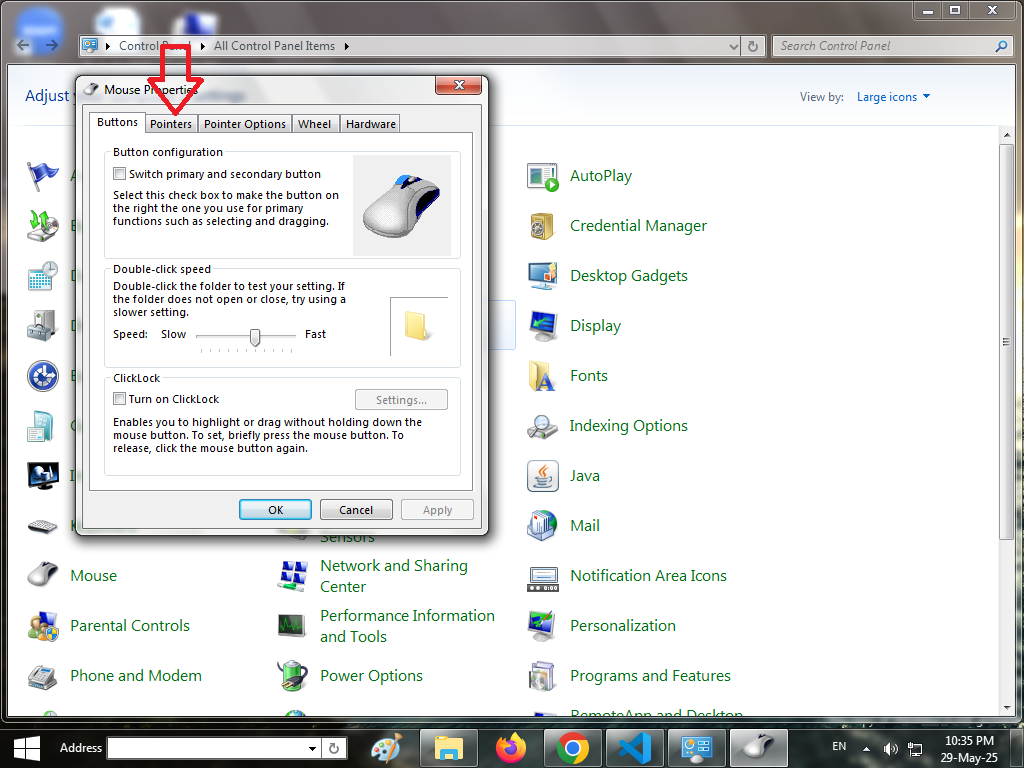 Control Panel
All Control Panel Items
Search Control Panel
Adjust
View by:
Large icons
Mouse Properties
Buttons
Pointers
Pointer Options
Wheel
Hardware
Button configuration
Switch primary and secondary button
Select this check box to make the button on
the right the one you use for primary
functions such as selecting and dragging.
Double-click speed
Double-click the folder to test your setting. If
the folder does not open or close, try using a
slower setting.
Speed:
Slow
Fast
ClickLock
Turn on ClickLock
Settings...
Enables you to highlight or drag without holding down the
mouse button. To set, briefly press the mouse button. To
release, click the mouse button again.
OK
Cancel
Apply
AutoPlay
Credential Manager
Desktop Gadgets
Display
Fonts
Indexing Options
Java
Sensors
Mail
Mouse
Network and Sharing
Center
Notification Area Icons
Parental Controls
Performance Information
and Tools
Personalization
Phone and Modem
Power Options
Programs and Features
RemoteApp and Desktop
Address
EN
10:35 PM
29-May-25